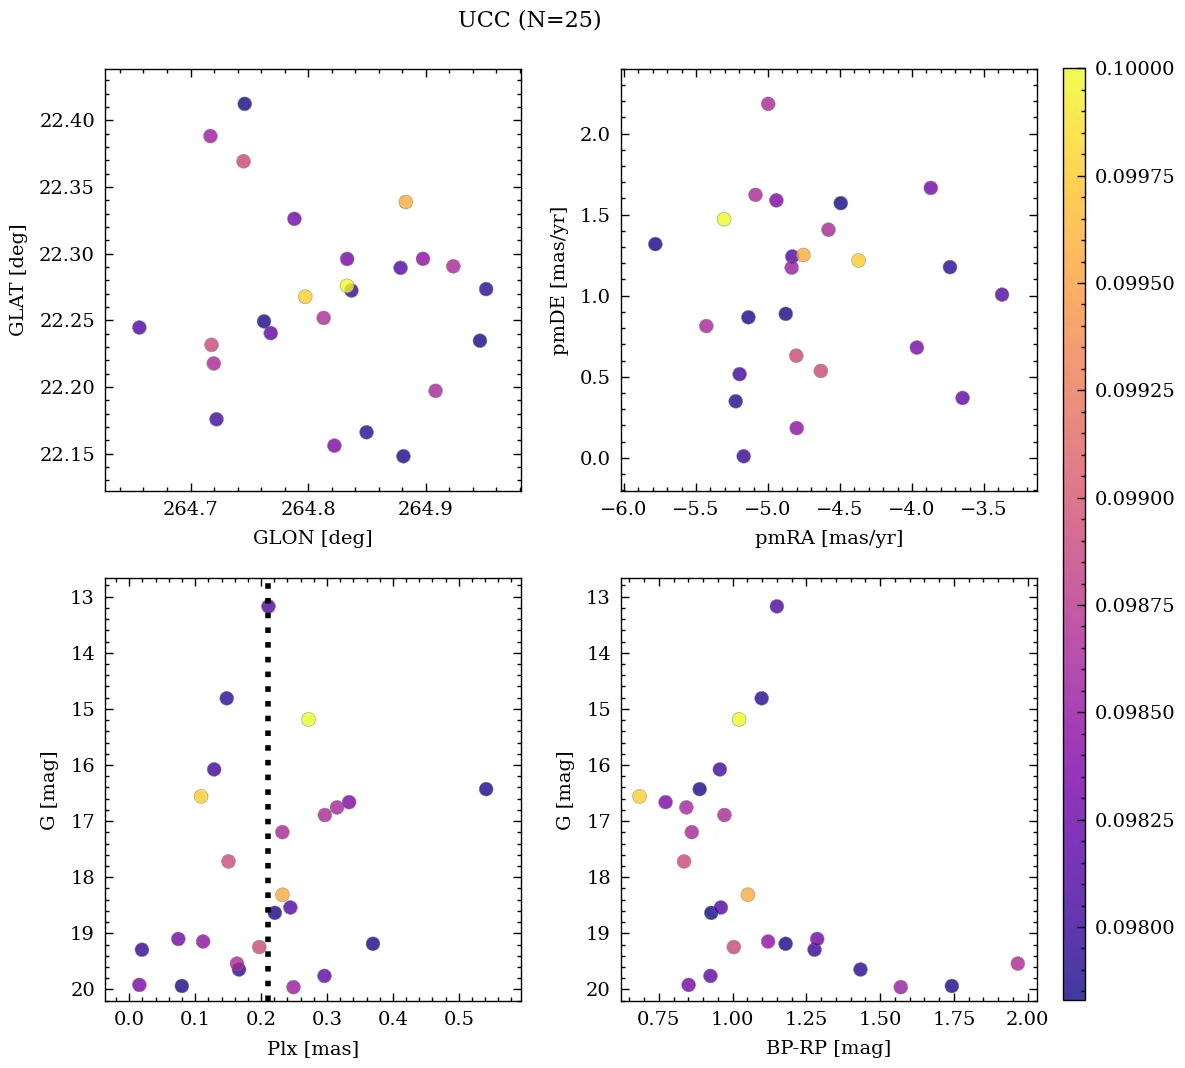 UCC (N=25)
22.40
22.35
22.30
22.25
22.20
22.15
GLAT [deg]
264.7 264.8 264.9
GLON [deg]
2.0
1.5
1.0
0.5
0.0
pmDE [mas/yr]
−6.0 −5.5 −5.0 −4.5 −4.0 −3.5
pmRA [mas/yr]
13
14
15
16
17
18
19
20
G [mag]
0.0 0.1 0.2 0.3 0.4 0.5
Plx [mas]
13
14
15
16
17
18
19
20
G [mag]
0.75 1.00 1.25 1.50 1.75 2.00
BP-RP [mag]
0.10000
0.09975
0.09950
0.09925
0.09900
0.09875
0.09850
0.09825
0.09800